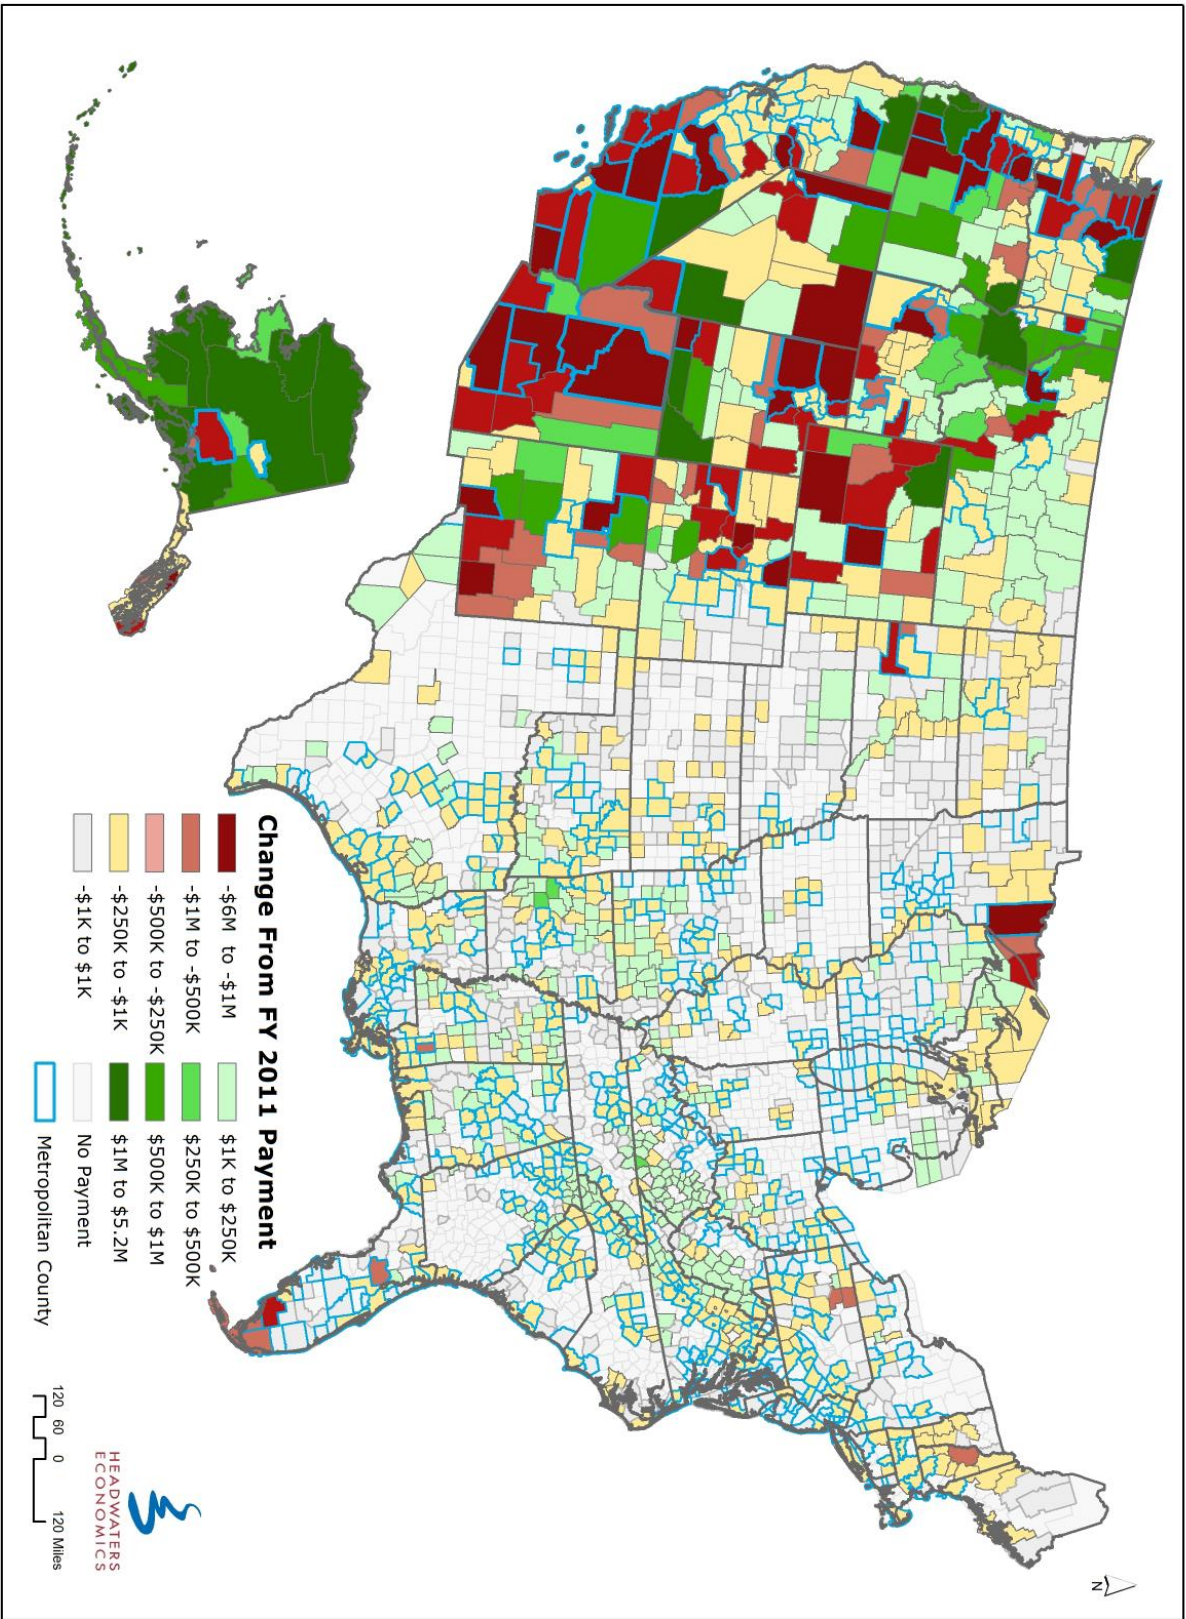 Change From FY 2011 Payment
-$6M to -$1M
-$1M to -$500K
-$500K to -$250K
-$250K to -$1K
-$1K to $1K
$1K to $250K
$250K to $500K
$500K to $1M
$1M to $5.2M
No Payment
Metropolitan County
120 60 0 120 Miles
HEADWATERS
ECONOMICS
N